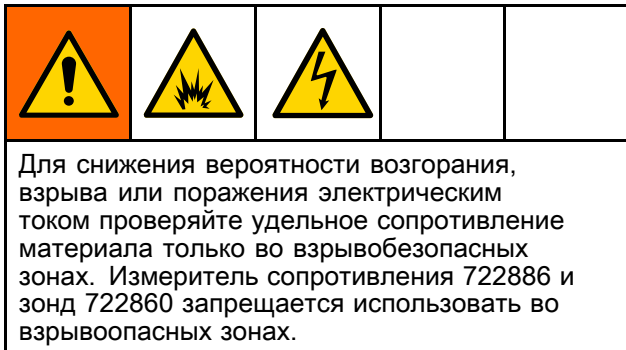 Для снижения вероятности возгорания,
взрыва или поражения электрическим
током проверяйте удельное сопротивление
материала только во взрывобезопасных
зонах. Измеритель сопротивления 722886 и
зонд 722860 запрещается использовать во
взрывоопасных зонах.